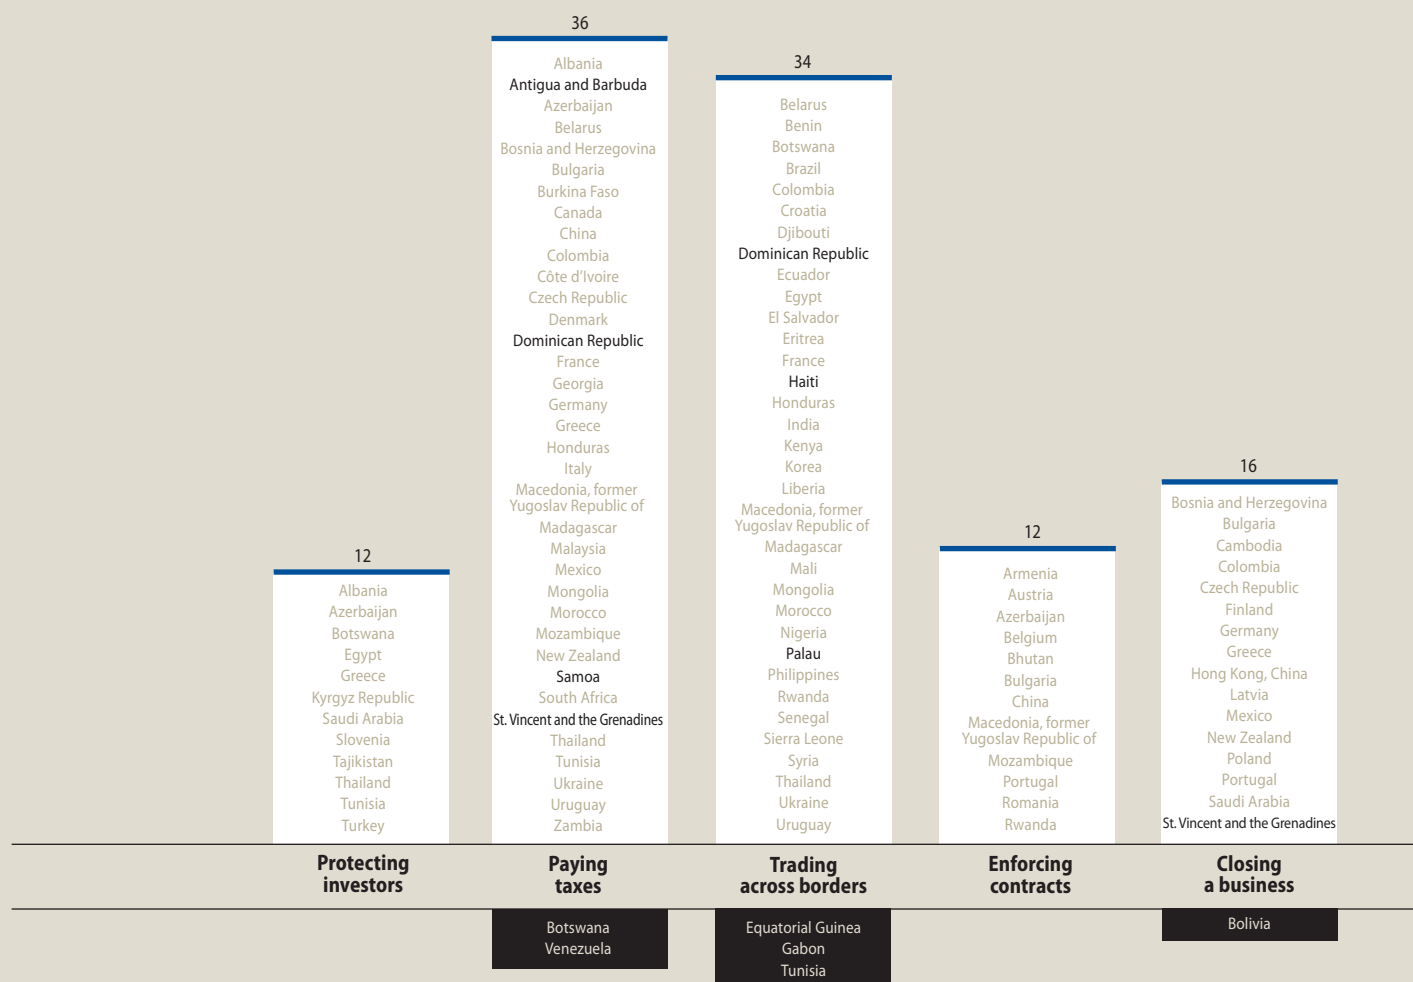 12
Albania
Azerbaijan
Botswana
Egypt
Greece
Kyrgyz Republic
Saudi Arabia
Slovenia
Tajikistan
Thailand
Tunisia
Turkey
Protecting
investors
36
Albania
Antigua and Barbuda
Azerbaijan
Belarus
Bosnia and Herzegovina
Bulgaria
Burkina Faso
Canada
China
Colombia
Côte d'Ivoire
Czech Republic
Denmark
Dominican Republic
France
Georgia
Germany
Greece
Honduras
Italy
Macedonia, former
Yugoslav Republic of
Madagascar
Malaysia
Mexico
Mongolia
Morocco
Mozambique
New Zealand
Samoa
South Africa
St. Vincent and the Grenadines
Thailand
Tunisia
Ukraine
Uruguay
Zambia
Paying
taxes
Botswana
Venezuela
34
Belarus
Benin
Botswana
Brazil
Colombia
Croatia
Djibouti
Dominican Republic
Ecuador
Egypt
El Salvador
Eritrea
France
Haiti
Honduras
India
Kenya
Korea
Liberia
Macedonia, former
Yugoslav Republic of
Madagascar
Mali
Mongolia
Morocco
Nigeria
Palau
Philippines
Rwanda
Senegal
Sierra Leone
Syria
Thailand
Ukraine
Uruguay
Trading
across borders
Equatorial Guinea
Gabon
Tunisia
12
Armenia
Austria
Azerbaijan
Belgium
Bhutan
Bulgaria
China
Macedonia, former
Yugoslav Republic of
Mozambique
Portugal
Romania
Rwanda
Enforcing
contracts
16
Bosnia and Herzegovina
Bulgaria
Cambodia
Colombia
Czech Republic
Finland
Germany
Greece
Hong Kong, China
Latvia
Mexico
New Zealand
Poland
Portugal
Saudi Arabia
St. Vincent and the Grenadines
Closing
a business
Bolivia